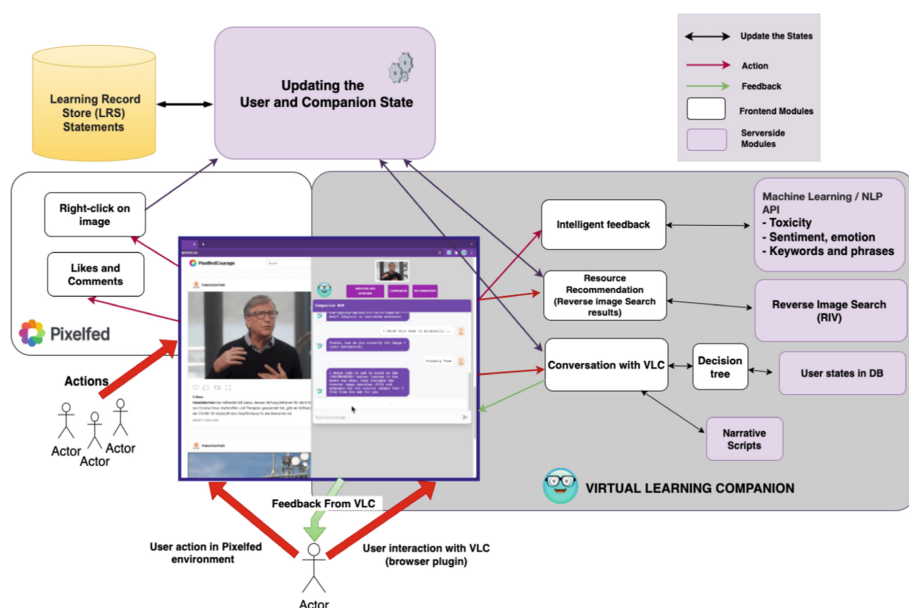 Update the States
Action
Feedback
Frontend Modules
Serverside
Modules
Updating the
User and Companion State
Learning Record
Store (LRS)
Statements
Right-click on
image
Likes and
Comments
Pixelfed
Actions
Actor
Actor
Actor
PixelfedCourage
Intelligent feedback
Resource
Recommendation
(Reverse image Search
results)
Conversation with VLC
Decision
tree
Machine Learning / NLP
API
- Toxicity
- Sentiment, emotion
- Keywords and phrases
Reverse Image Search
(RIV)
User states in DB
Narrative
Scripts
VIRTUAL LEARNING COMPANION
Feedback From VLC
User action in Pixelfed
environment
User interaction with VLC
(browser plugin)
Actor